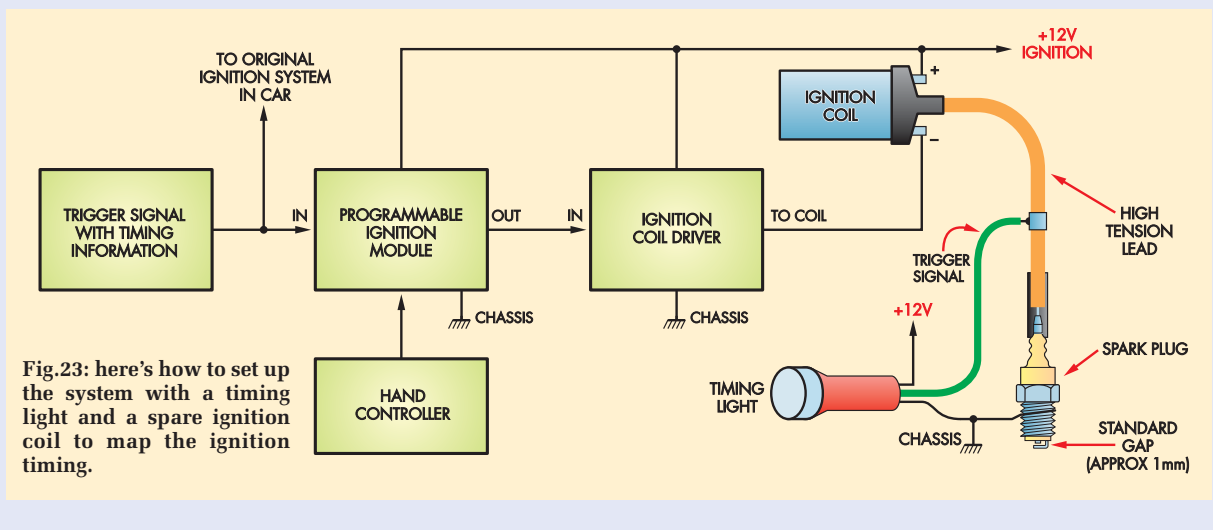 TO ORIGINAL
IGNITION SYSTEM
IN CAR
+12V
IGNITION
+
IGNITION
COIL
–
TRIGGER SIGNAL
WITH TIMING
INFORMATION
IN
PROGRAMMABLE
IGNITION
MODULE
OUT
IN
IGNITION
COIL DRIVER
TO COIL
HIGH
TENSION
LEAD
TRIGGER
SIGNAL
CHASSIS
CHASSIS
+12V
SPARK PLUG
HAND
CONTROLLER
TIMING
LIGHT
CHASSIS
STANDARD
GAP
(APPROX 1mm)
Fig.23: here's how to set up
the system with a timing
light and a spare ignition
coil to map the ignition
timing.